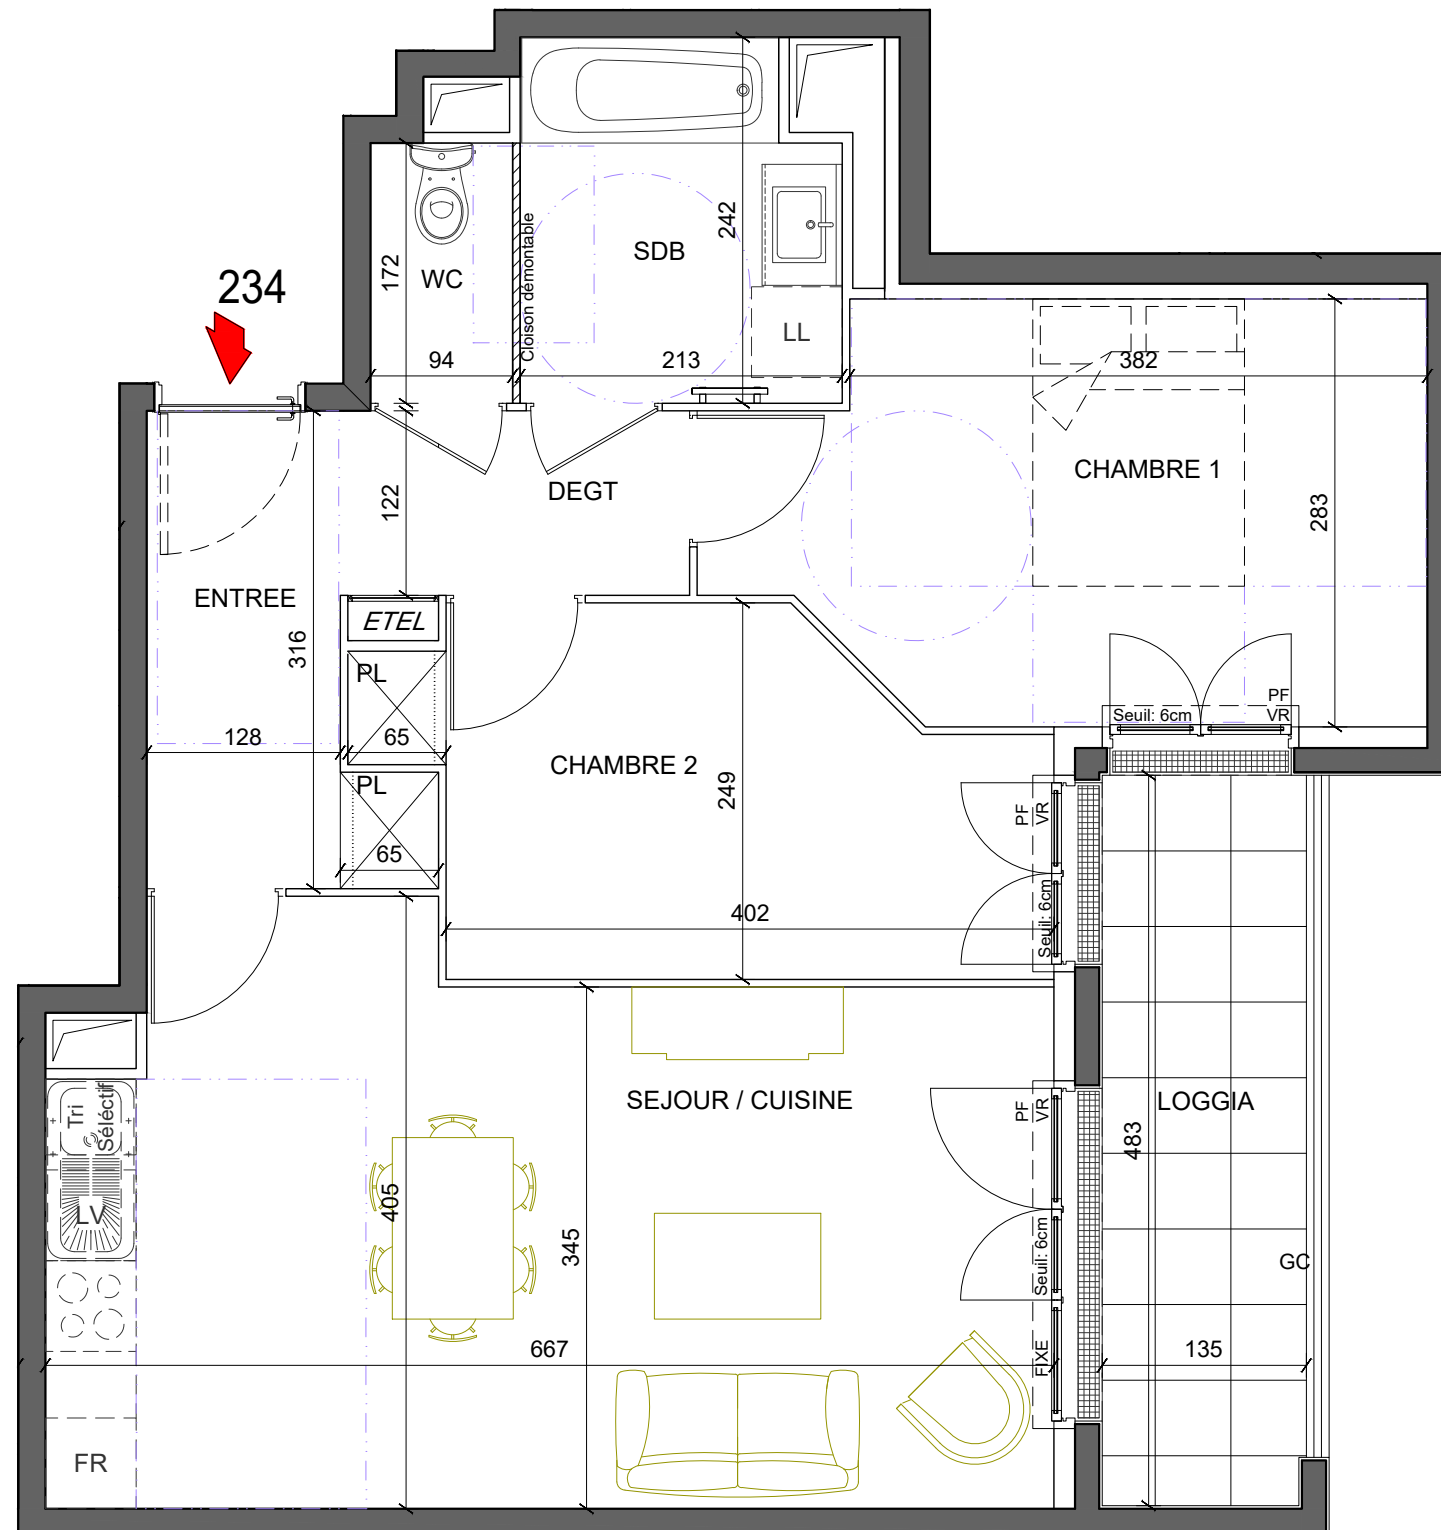 242
SDB
172
WC
Cloison démontable
234
LL
94
213
382
CHAMBRE 1
DEGT
122
283
ENTREE
ETEL
316
PL
PF
Seuil: 6cm
VR
128
65
CHAMBRE 2
249
PL
PF
VR
65
402
Seuil: 6cm
SEJOUR / CUISINE
LOGGIA
PF
VR
Tri
Séléctif
483
405
LV
345
Seuil: 6cm
GC
667
FIXE
135
FR